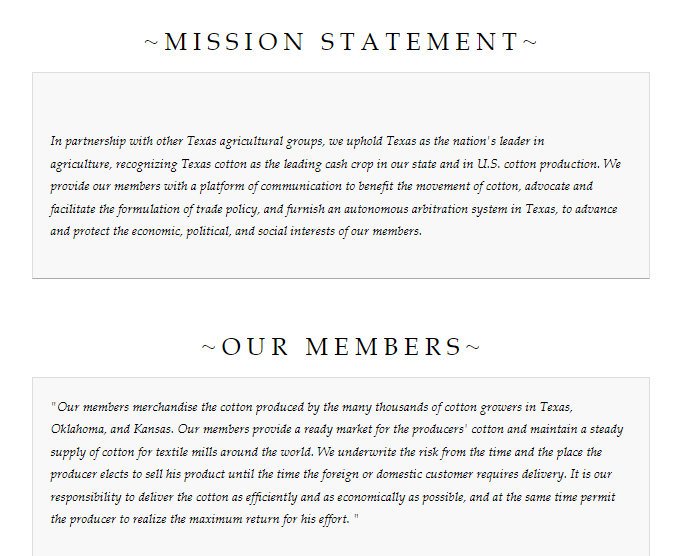 ~MISSION STATEMENT~
In partnership with other Texas agricultural groups, we uphold Texas as the nation's leader in
agriculture, recognizing Texas cotton as the leading cash crop in our state and in U.S. cotton production. We
provide our members with a platform of communication to benefit the movement of cotton, advocate and
facilitate the formulation of trade policy, and furnish an autonomous arbitration system in Texas, to advance
and protect the economic, political, and social interests of our members.
~OUR MEMBERS~
"Our members merchandise the cotton produced by the many thousands of cotton growers in Texas,
Oklahoma, and Kansas. Our members provide a ready market for the producers' cotton and maintain a steady
supply of cotton for textile mills around the world. We underwrite the risk from the time and the place the
producer elects to sell his product until the time the foreign or domestic customer requires delivery. It is our
responsibility to deliver the cotton as efficiently and as economically as possible, and at the same time permit
the producer to realize the maximum return for his effort. "